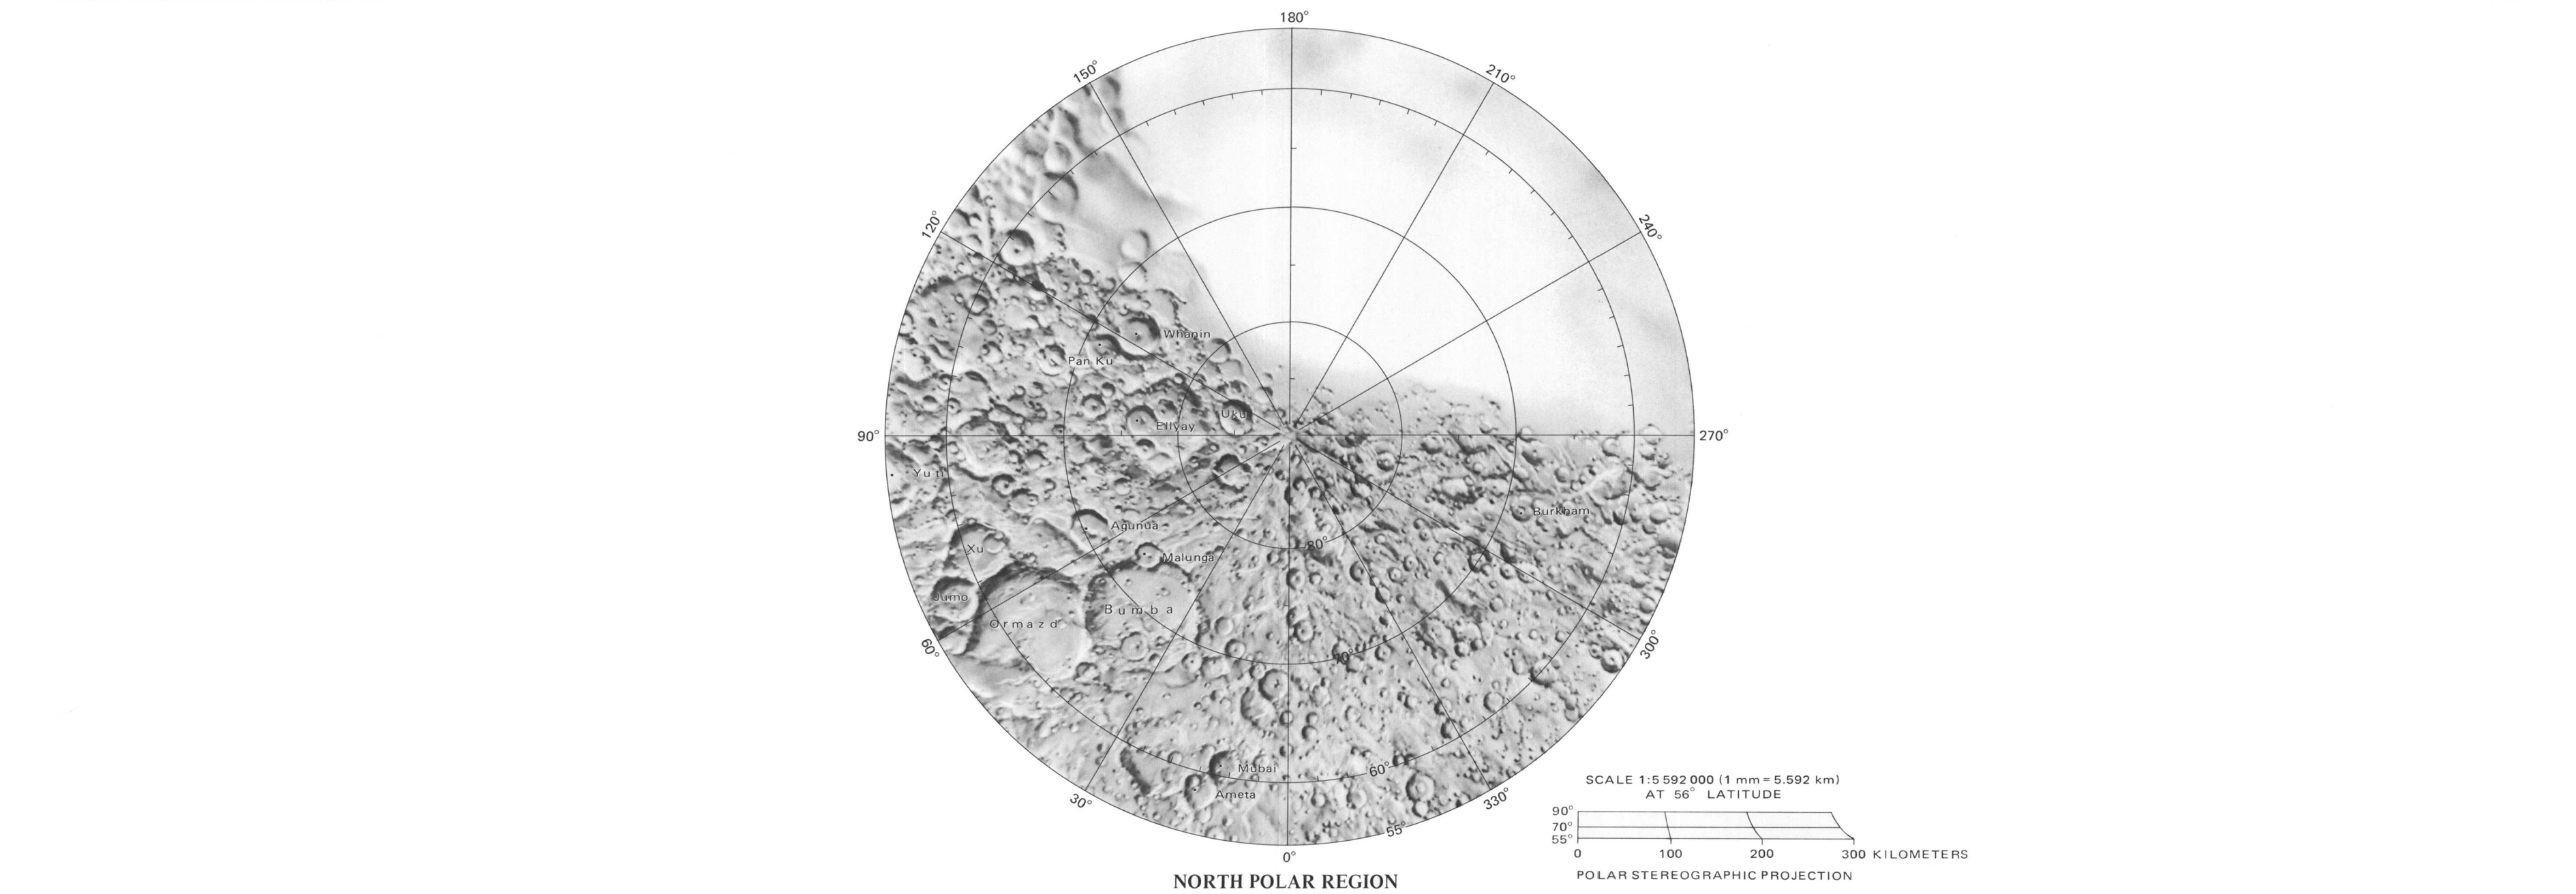 180°
150°
210°
120°
240°
Whanin
Pan Ku
Uku
Ellyay
90°
270°
Yu-ti
Burkham
Agunua
80°
Xu
Malunga
Jumo
Bumba
Ormazd
60°
70°
300°
Mubai
60°
Ameta
30°
330°
55°
0°
NORTH POLAR REGION
SCALE 1:5 592 000 (1 mm = 5.592 km)
AT 56° LATITUDE
90°
70°
55°
0 100 200 300 KILOMETERS
POLAR STEREOGRAPHIC PROJECTION